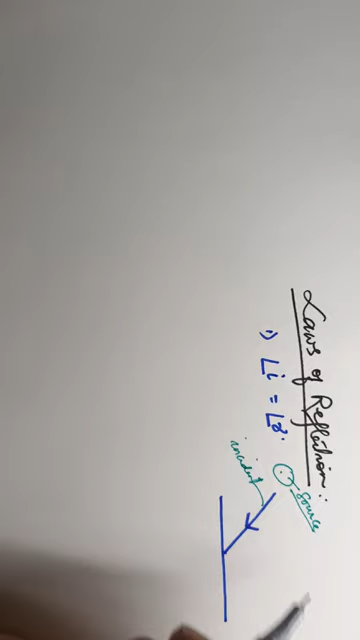 Laws of Reflection:
i) ∠i = ∠r.
source
incident